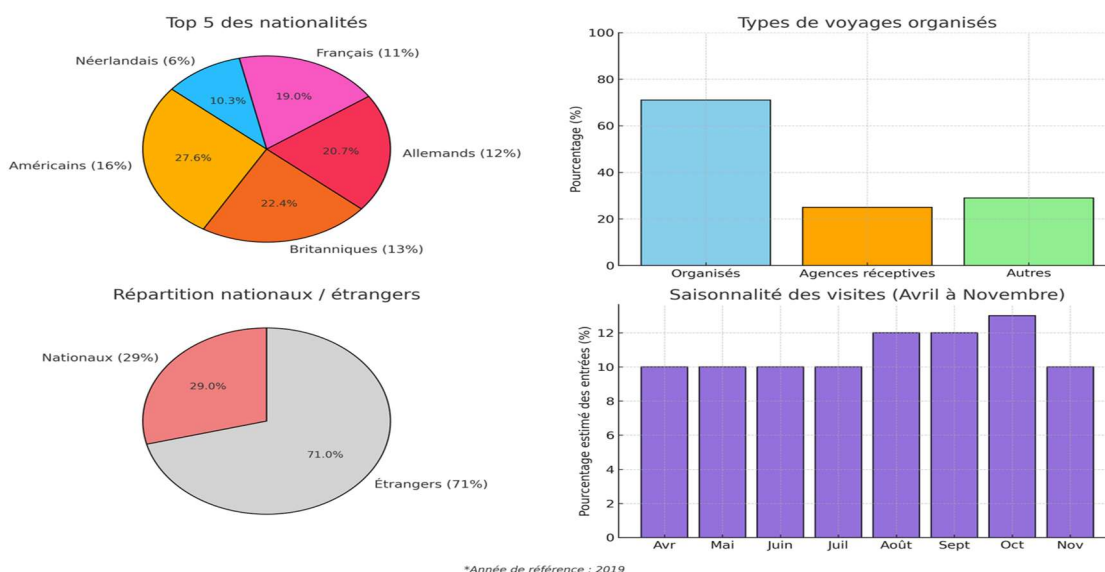 Top 5 des nationalités
Français (11%)
Néerlandais (6%)
10.3%
19.0%
Américains (16%)
27.6%
20.7%
Allemands (12%)
22.4%
Britanniques (13%)
Types de voyages organisés
Pourcentage (%)
100
80
60
40
20
0
Organisés
Agences réceptives
Autres
Répartition nationaux / étrangers
Nationaux (29%)
29.0%
71.0%
Étrangers (71%)
Saisonnalité des visites (Avril à Novembre)
Pourcentage estimé des entrées (%)
12
10
8
6
4
2
0
Avr
Mai
Juin
Juil
Août
Sept
Oct
Nov
*Année de référence : 2019